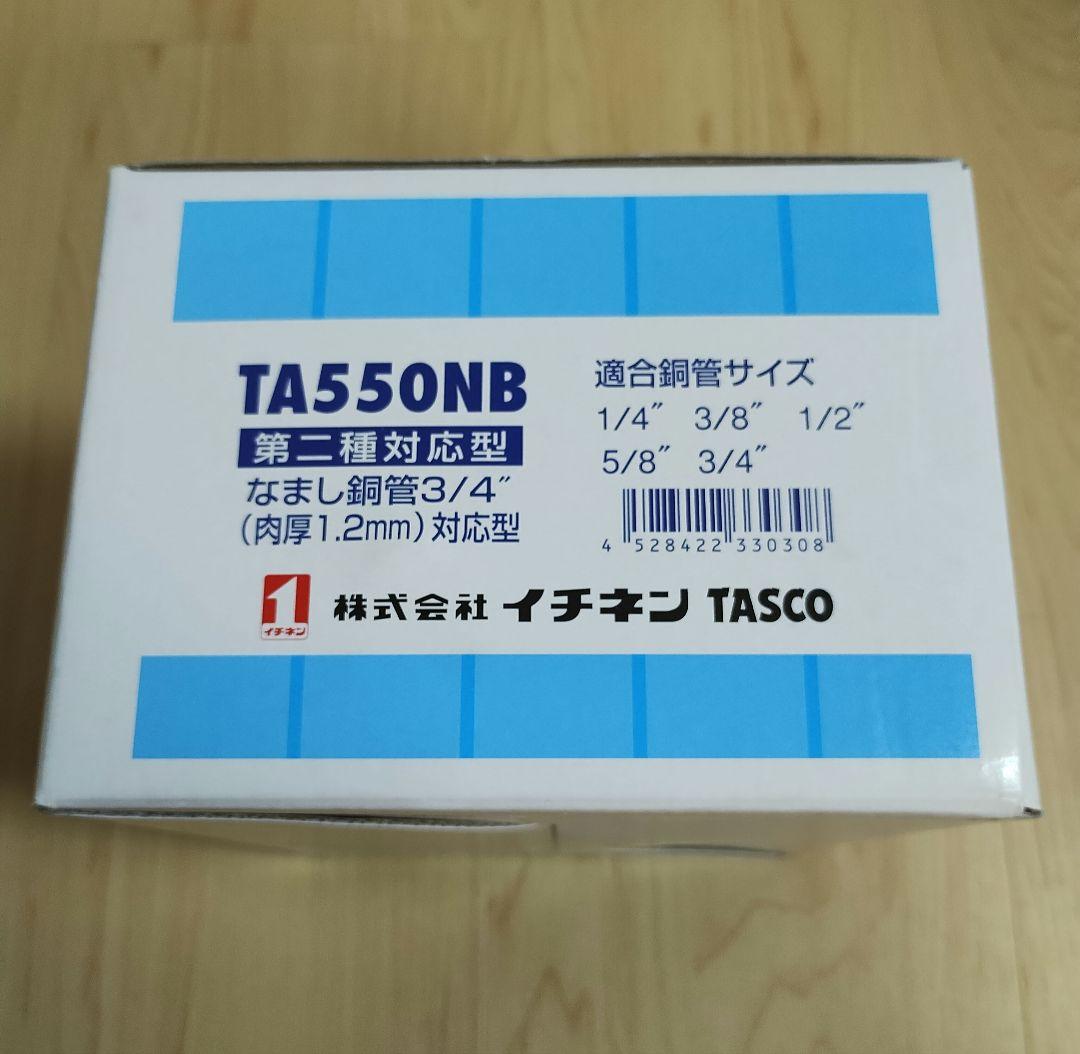 TA550NB
第二種対応型
なまし銅管3/4″
(肉厚1.2mm)対応型
適合銅管サイズ
1/4″ 3/8″ 1/2″
5/8″ 3/4″
4 528422 330308
1 イチネン
株式会社 イチネン TASCO